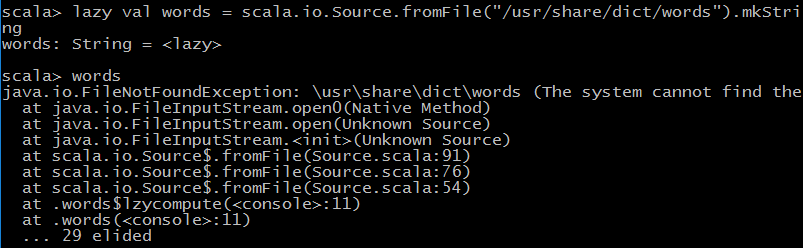 scala> lazy val words = scala.io.Source.fromFile("/usr/share/dict/words").mkStri
ng
words: String = <lazy>
scala> words
java.io.FileNotFoundException: \usr\share\dict\words (The system cannot find the
  at java.io.FileInputStream.open0(Native Method)
  at java.io.FileInputStream.open(Unknown Source)
  at java.io.FileInputStream.<init>(Unknown Source)
  at scala.io.Source$.fromFile(Source.scala:91)
  at scala.io.Source$.fromFile(Source.scala:76)
  at scala.io.Source$.fromFile(Source.scala:54)
  at .words$lzycompute(<console>:11)
  at .words(<console>:11)
  ... 29 elided